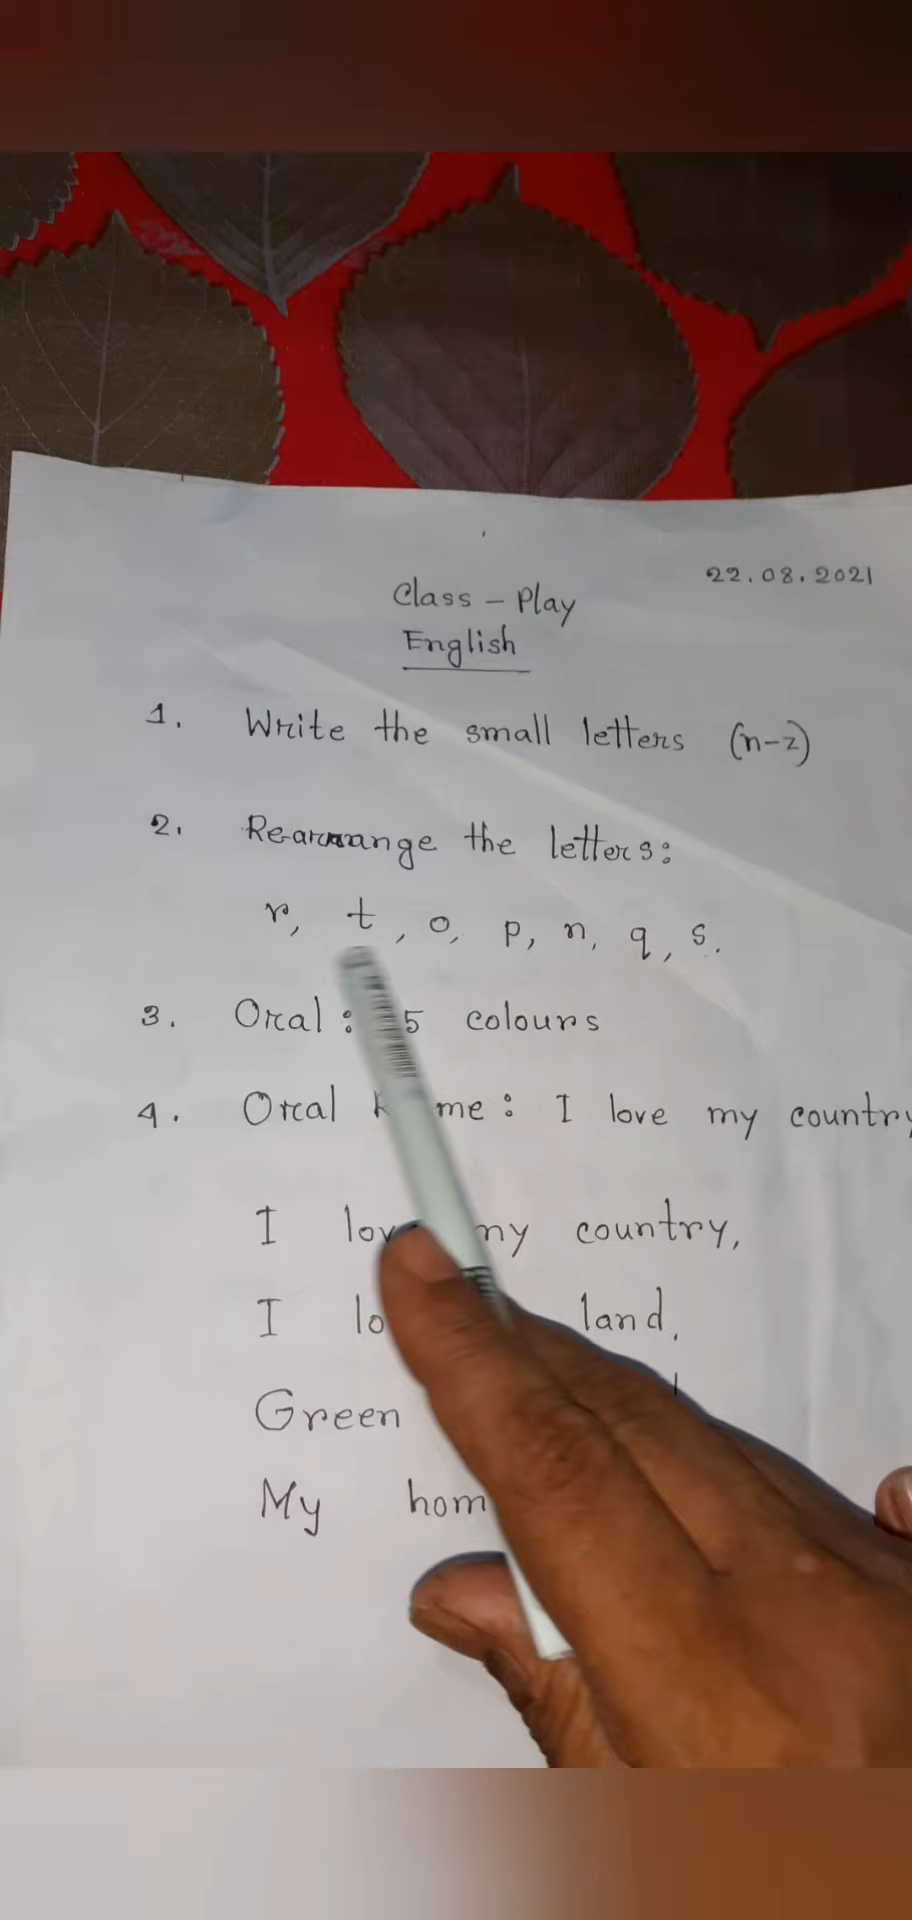 22.08.2021
Class - Play
English
1. Write the small letters (n-z)
2. Rearrange the letters:
r, t, o, p, n, q, s.
3. Oral: 5 colours
4. Oral me: I love my country
I my country,
I land.
Green
My